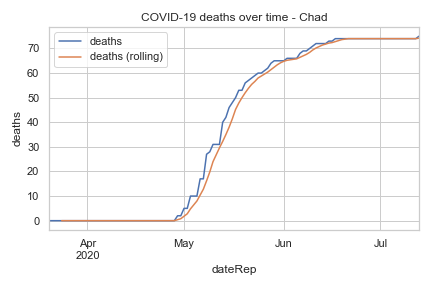 COVID-19 deaths over time - Chad
deaths
deaths (rolling)
deaths
70
60
50
40
30
20
10
0
Apr
2020
May
Jun
Jul
dateRep